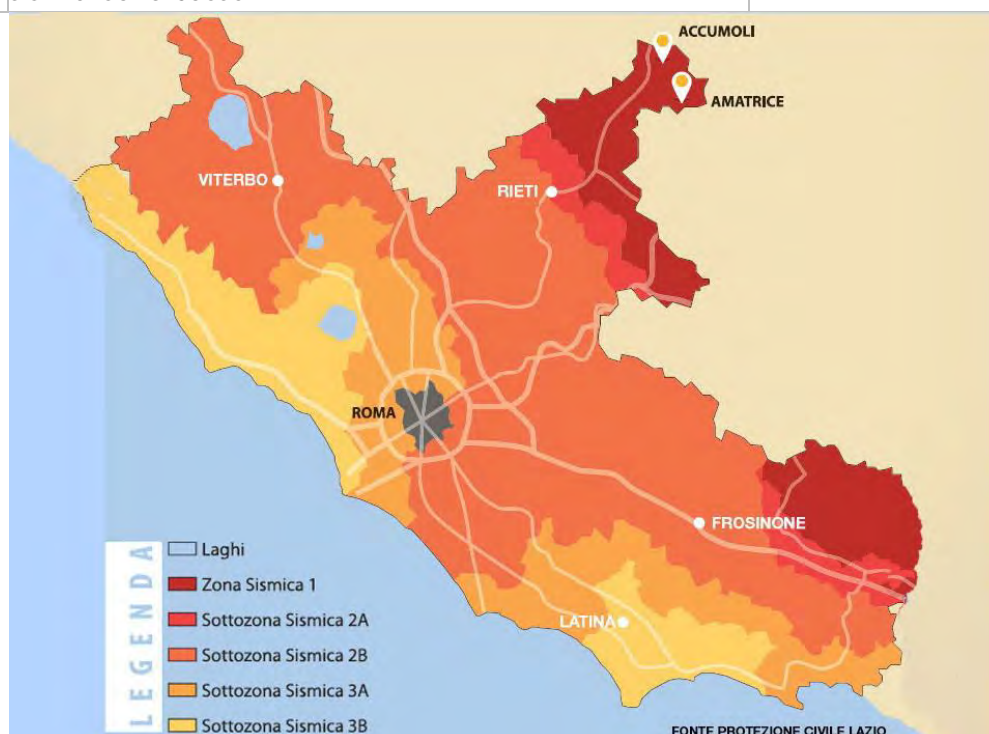 ACCUMOLI
AMATRICE
VITERBO
RIETI
ROMA
FROSINONE
LATINA
LEGENDA
Laghi
Zona Sismica 1
Sottozona Sismica 2A
Sottozona Sismica 2B
Sottozona Sismica 3A
Sottozona Sismica 3B
FONTE PROTEZIONE CIVILE LAZIO